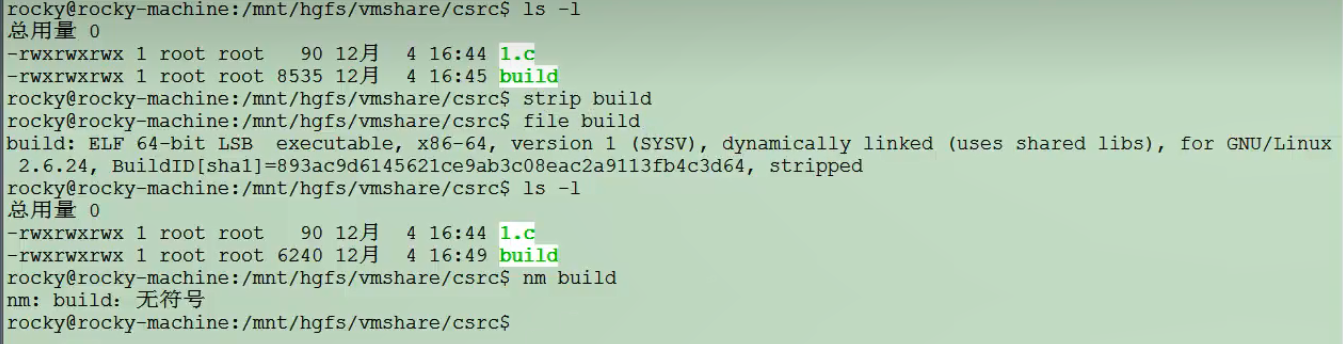 rocky@rocky-machine:/mnt/hgfs/vmshare/csrc$ ls -l
总用量 0
-rwxrwxrwx 1 root root   90 12月  4 16:44 1.c
-rwxrwxrwx 1 root root 8535 12月  4 16:45 build
rocky@rocky-machine:/mnt/hgfs/vmshare/csrc$ strip build
rocky@rocky-machine:/mnt/hgfs/vmshare/csrc$ file build
build: ELF 64-bit LSB  executable, x86-64, version 1 (SYSV), dynamically linked (uses shared libs), for GNU/Linux
 2.6.24, BuildID[sha1]=893ac9d6145621ce9ab3c08eac2a9113fb4c3d64, stripped
rocky@rocky-machine:/mnt/hgfs/vmshare/csrc$ ls -l
总用量 0
-rwxrwxrwx 1 root root   90 12月  4 16:44 1.c
-rwxrwxrwx 1 root root 6240 12月  4 16:49 build
rocky@rocky-machine:/mnt/hgfs/vmshare/csrc$ nm build
nm: build：无符号
rocky@rocky-machine:/mnt/hgfs/vmshare/csrc$